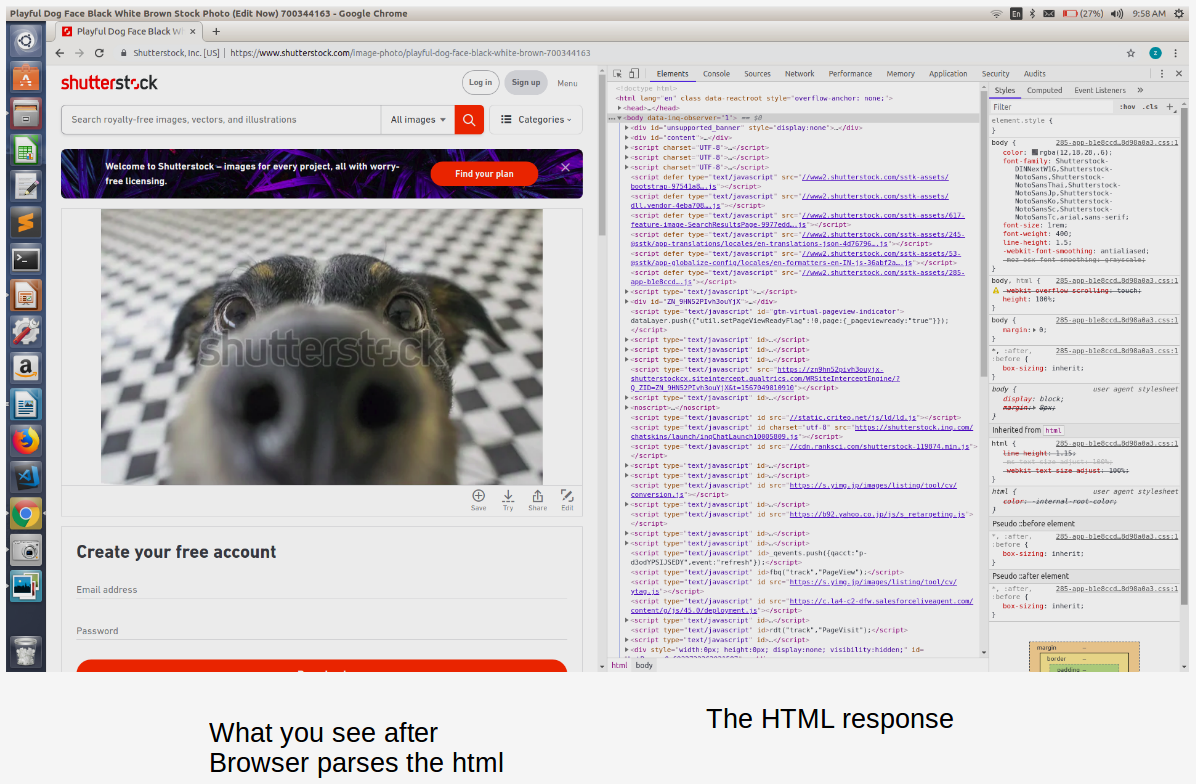 Playful Dog Face Black White Brown Stock Photo (Edit Now) 700344163 - Google Chrome
En (27%) 9:58 AM
Playful Dog Face Black W
Shutterstock, Inc. [US] | https://www.shutterstock.com/image-photo/playful-dog-face-black-white-brown-700344163
shutterstock
Log in Sign up Menu
Search royalty-free images, vectors, and illustrations All images Categories
Welcome to Shutterstock – images for every project, all with worry-
free licensing.
Find your plan
shutterstock
Save Try Share Edit
Create your free account
Email address
Password
Elements Console Sources Network Performance Memory Application Security Audits
<!doctype html>
<html lang="en" class data-reactroot style="overflow-anchor: none;">
<head>…</head>
<body data-inq-observer="1"> == $0
<div id="unsupported_banner" style="display:none">…</div>
<div id="content">…</div>
<script charset="UTF-8">…</script>
<script charset="UTF-8">…</script>
<script charset="UTF-8">…</script>
<script defer type="text/javascript" src="//www2.shutterstock.com/sstk-assets/
bootstrap-97541a8….js"></script>
<script defer type="text/javascript" src="//www2.shutterstock.com/sstk-assets/
dll.vendor-4eba708….js"></script>
<script defer type="text/javascript" src="//www2.shutterstock.com/sstk-assets/617-
feature-image-SearchResultsPage-9977edd….js"></script>
<script defer type="text/javascript" src="//www2.shutterstock.com/sstk-assets/245-
@sstk/app-translations/locales/en-translations-json-4d76796….js"></script>
<script defer type="text/javascript" src="//www2.shutterstock.com/sstk-assets/53-
@sstk/app-globalize-config/locales/en-formatters-en-IN-js-36abf2a….js"></script>
<script defer type="text/javascript" src="//www2.shutterstock.com/sstk-assets/285-
app-b1e8ccd….js"></script>
<script type="text/javascript">…</script>
<div id="ZN_9HN52PIvh3ouYjX">…</div>
<script type="text/javascript" id="gtm-virtual-pageview-indicator">
dataLayer.push({"util.setPageViewReadyFlag":!0,page:{_pageviewready:"true"}});
</script>
<script type="text/javascript" id>…</script>
<script type="text/javascript" id>…</script>
<script type="text/javascript" id>…</script>
<script type="text/javascript" src="https://zn9hn52pivh3ouyjx-
shutterstockcx.siteintercept.qualtrics.com/WRSiteInterceptEngine/?
Q_ZID=ZN_9HN52PIvh3ouYjX&t=1567049010910"></script>
<script type="text/javascript" id>…</script>
<noscript>…</noscript>
<script type="text/javascript" id src="//static.criteo.net/js/ld/ld.js"></script>
<script type="text/javascript" id charset="utf-8" src="https://shutterstock.inq.com/
chatskins/launch/inqChatLaunch10005809.js"></script>
<script type="text/javascript" id src="//cdn.ranksci.com/shutterstock-119874.min.js">
</script>
<script type="text/javascript" id>…</script>
<script type="text/javascript" id>…</script>
<script type="text/javascript" id src="https://s.yimg.jp/images/listing/tool/cv/
conversion.js"></script>
<script type="text/javascript" id>…</script>
<script type="text/javascript" id src="https://b92.yahoo.co.jp/js/s_retargeting.js">
</script>
<script type="text/javascript" id>…</script>
<script type="text/javascript" id>…</script>
<script type="text/javascript" id>_qevents.push({qacct:"p-
d3odYP5IJSEDY",event:"refresh"});</script>
<script type="text/javascript" id>fbq("track","PageView");</script>
<script type="text/javascript" id src="https://s.yimg.jp/images/listing/tool/cv/
ytag.js"></script>
<script type="text/javascript" id src="https://c.la4-c2-dfw.salesforceliveagent.com/
content/g/js/45.0/deployment.js"></script>
<script type="text/javascript" id>…</script>
<script type="text/javascript" id>rdt("track","PageVisit");</script>
<script type="text/javascript" id>…</script>
<div style="width:0px; height:0px; display:none; visibility:hidden;" id=
html body
Styles Computed Event Listeners »
Filter :hov .cls +
element.style {
}
body { 285-app-b1e8ccd…8d98a0a3.css:1
color: rgba(12,18,28,.6);
font-family: Shutterstock-
DINNextW1G,Shutterstock-
NotoSans,Shutterstock-
NotoSansThai,Shutterstock-
NotoSansJp,Shutterstock-
NotoSansKo,Shutterstock-
NotoSansSc,Shutterstock-
NotoSansTc,arial,sans-serif;
font-size: 1rem;
font-weight: 400;
line-height: 1.5;
-webkit-font-smoothing: antialiased;
-moz-osx-font-smoothing: grayscale;
}
body, html { 285-app-b1e8ccd…8d98a0a3.css:1
-webkit-overflow-scrolling: touch;
height: 100%;
}
body { 285-app-b1e8ccd…8d98a0a3.css:1
margin: 0;
}
*, :after, 285-app-b1e8ccd…8d98a0a3.css:1
:before {
box-sizing: inherit;
}
body { user agent stylesheet
display: block;
margin: 8px;
}
Inherited from html
html { 285-app-b1e8ccd…8d98a0a3.css:1
line-height: 1.15;
-ms-text-size-adjust: 100%;
-webkit-text-size-adjust: 100%;
}
html { user agent stylesheet
color: -internal-root-color;
}
Pseudo ::before element
*, :after, 285-app-b1e8ccd…8d98a0a3.css:1
:before {
box-sizing: inherit;
}
Pseudo ::after element
*, :after, 285-app-b1e8ccd…8d98a0a3.css:1
:before {
box-sizing: inherit;
}
margin –
border –
padding –
What you see after
Browser parses the html
The HTML response